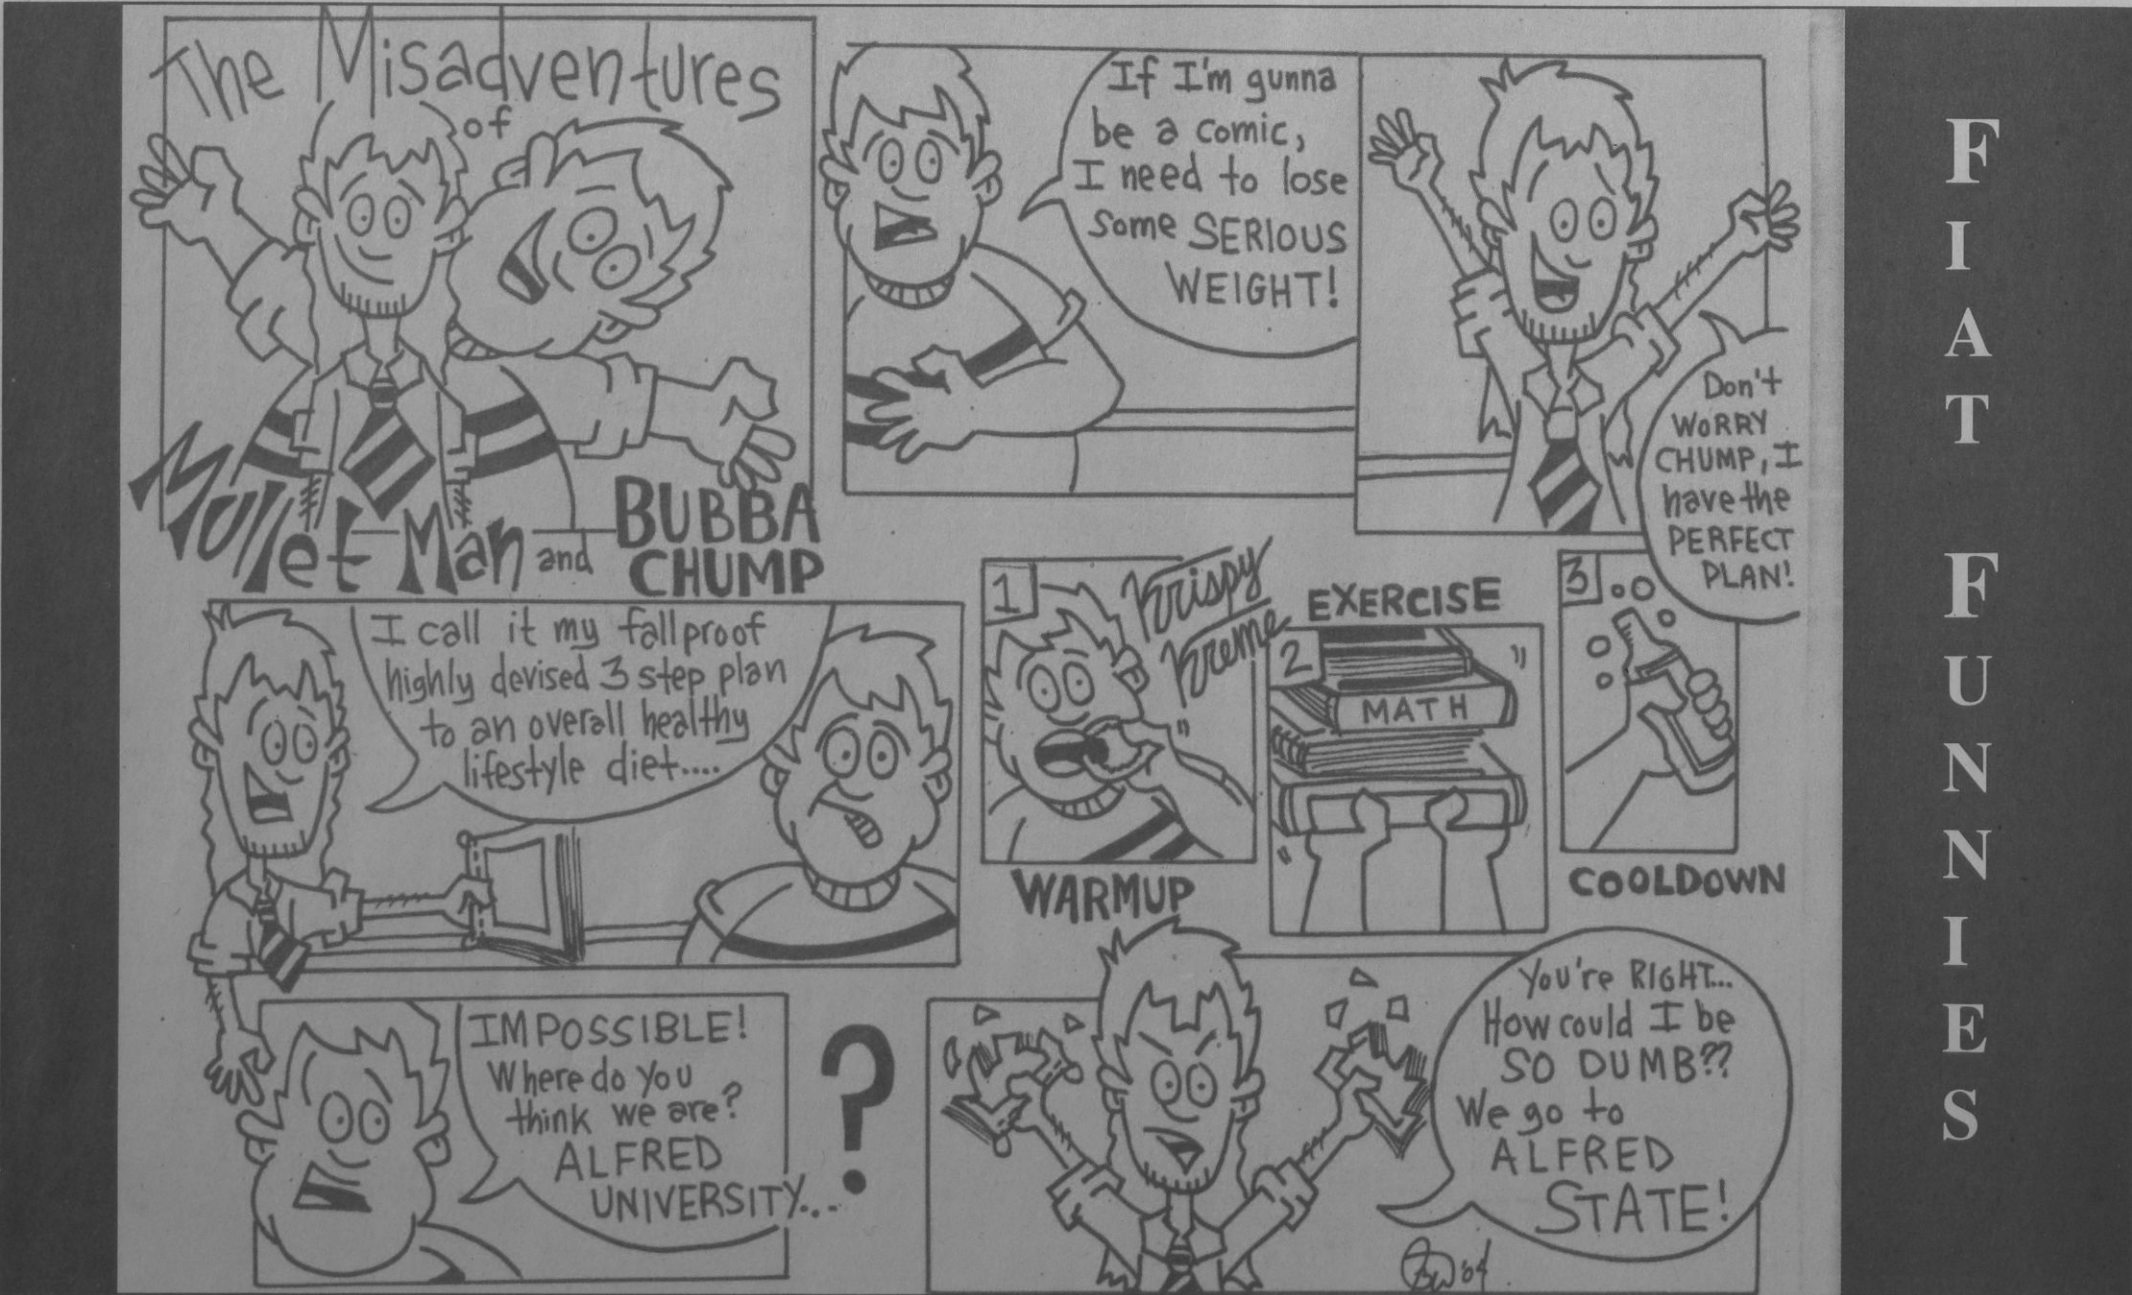 The Misadventures
of
Mullet-Man and BUBBA
CHUMP
If I'm gunna
be a comic,
I need to lose
some SERIOUS
WEIGHT!
Don't
WORRY
CHUMP, I
have the
PERFECT
PLAN!
I call it my fallproof
highly devised 3 step plan
to an overall healthy
lifestyle diet....
1
Krispy
Kreme
WARMUP
EXERCISE
2
MATH
3
COOLDOWN
IMPOSSIBLE!
Where do you
think we are?
ALFRED
UNIVERSITY...
?
You're RIGHT...
How could I be
SO DUMB??
We go to
ALFRED
STATE!
'04
FIAT FUNNIES